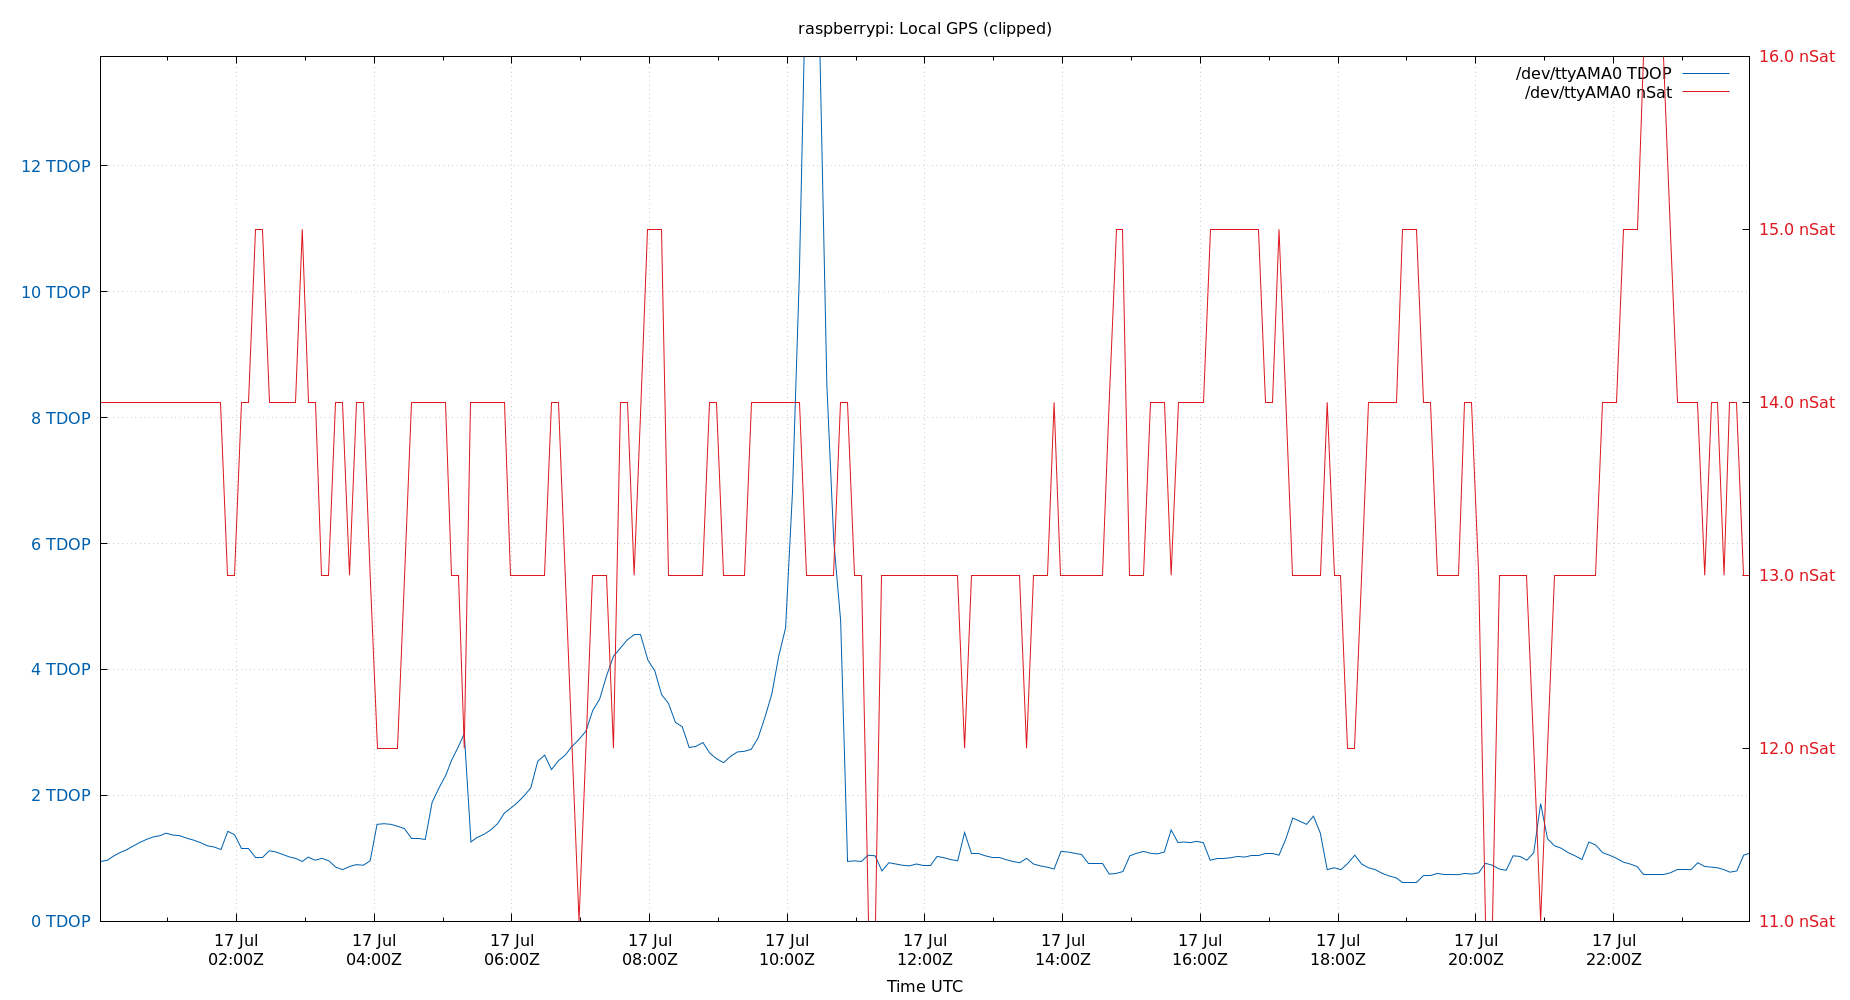 raspberrypi: Local GPS (clipped)
16.0 nSat
/dev/ttyAMA0 TDOP
/dev/ttyAMA0 nSat
12 TDOP
15.0 nSat
10 TDOP
14.0 nSat
8 TDOP
6 TDOP
13.0 nSat
4 TDOP
12.0 nSat
2 TDOP
0 TDOP
11.0 nSat
17 Jul 17 Jul 17 Jul 17 Jul 17 Jul 17 Jul 17 Jul 17 Jul 17 Jul 17 Jul 17 Jul
02:00Z 04:00Z 06:00Z 08:00Z 10:00Z 12:00Z 14:00Z 16:00Z 18:00Z 20:00Z 22:00Z
Time UTC